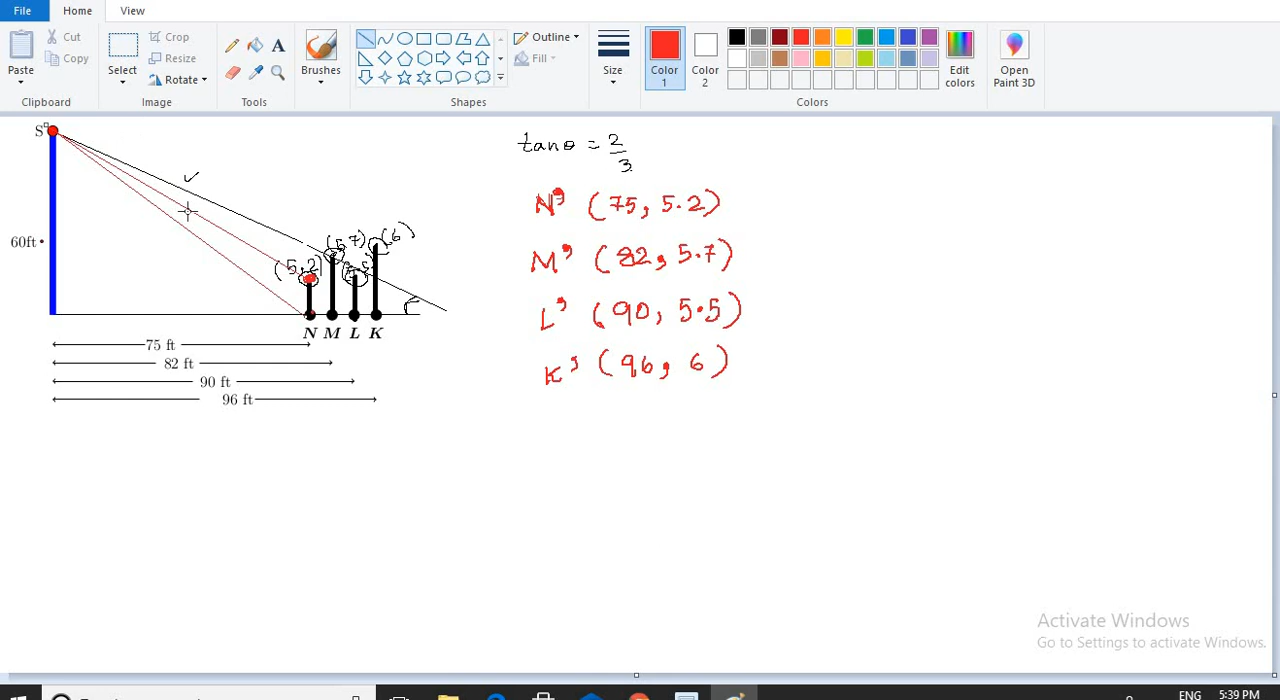 File Home View
Paste
Cut
Copy
Clipboard
Select
Crop
Resize
Rotate
Image
Tools
Brushes
Outline
Fill
Shapes
Size
Color 1
Color 2
Edit colors
Colors
Open Paint 3D
S
60ft
(5.2)
(5.7)
(6)
N M L K
75 ft
82 ft
90 ft
96 ft
tanθ = 2/3
N' (75, 5.2)
M' (82, 5.7)
L' (90, 5.5)
K' (96, 6)
Activate Windows
Go to Settings to activate Windows.
ENG 5:39 PM